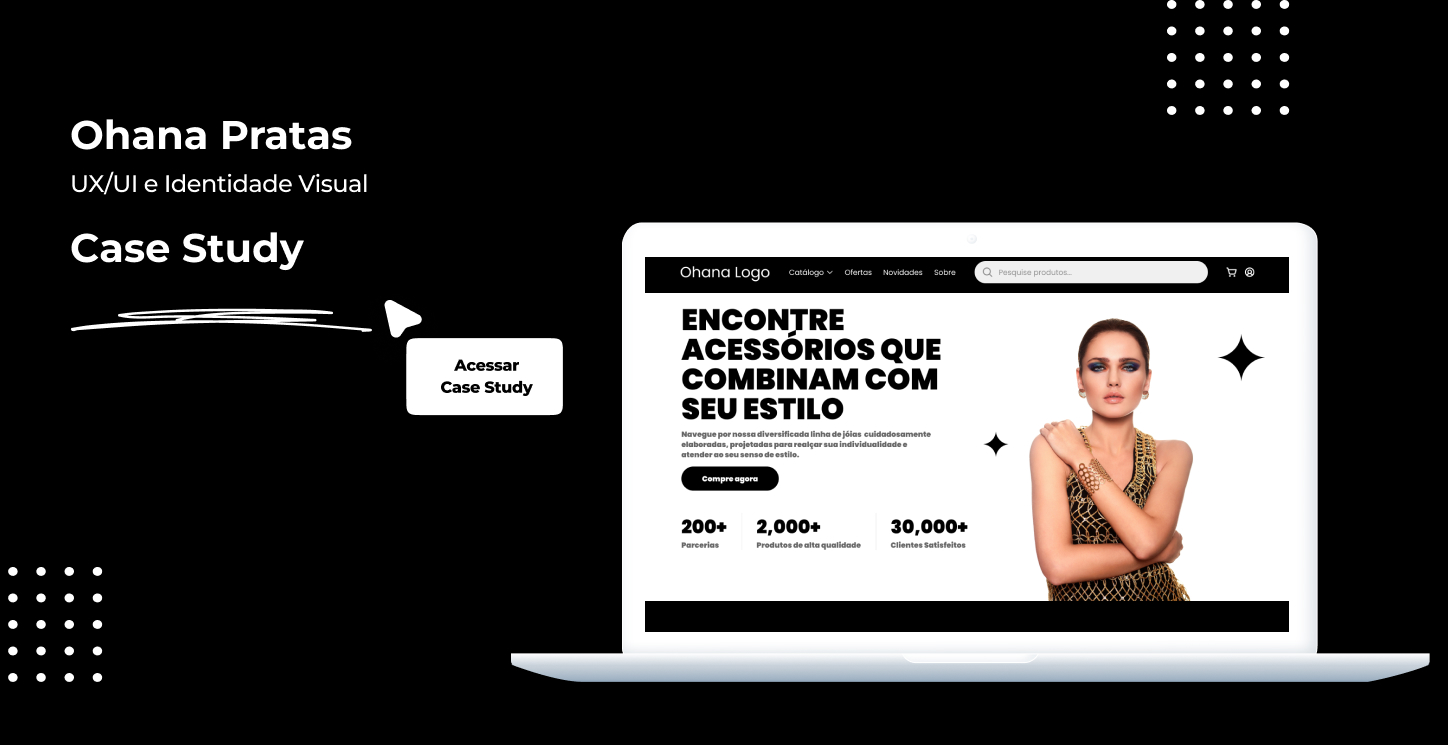 Ohana Pratas
UX/UI e Identidade Visual
Case Study
Acessar
Case Study
Ohana Logo
Catálogo
Ofertas
Novidades
Sobre
Pesquise produtos...
ENCONTRE
ACESSÓRIOS QUE
COMBINAM COM
SEU ESTILO
Navegue por nossa diversificada linha de jóias cuidadosamente
elaboradas, projetadas para realçar sua individualidade e
atender ao seu senso de estilo.
Compre agora
200+
Parcerias
2,000+
Produtos de alta qualidade
30,000+
Clientes Satisfeitos